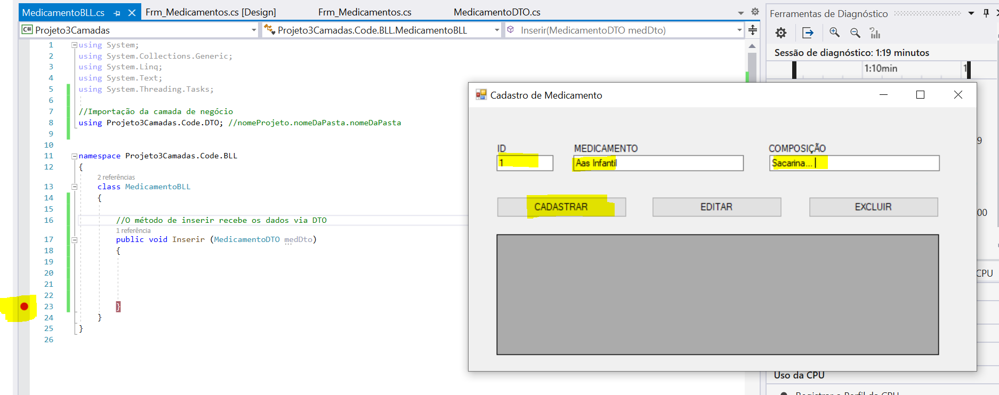 MedicamentoBLL.cs
Frm_Medicamentos.cs [Design]
Frm_Medicamentos.cs
MedicamentoDTO.cs
C# Projeto3Camadas
Projeto3Camadas.Code.BLL.MedicamentoBLL
Inserir(MedicamentoDTO medDto)
1 using System;
2 using System.Collections.Generic;
3 using System.Linq;
4 using System.Text;
5 using System.Threading.Tasks;
6
7 //Importação da camada de negócio
8 using Projeto3Camadas.Code.DTO; //nomeProjeto.nomeDaPasta.nomeDaPasta
9
10
11 namespace Projeto3Camadas.Code.BLL
12 {
2 referências
13 class MedicamentoBLL
14 {
15
16 //O método de inserir recebe os dados via DTO
1 referência
17 public void Inserir (MedicamentoDTO medDto)
18 {
19
20
21
22
23 }
24 }
25 }
26
Ferramentas de Diagnóstico
Sessão de diagnóstico: 1:19 minutos
1:10min
1
Cadastro de Medicamento
ID
MEDICAMENTO
COMPOSIÇÃO
1
Aas Infantil
Sacarina...
CADASTRAR
EDITAR
EXCLUIR
9
00
CPU
Uso da CPU